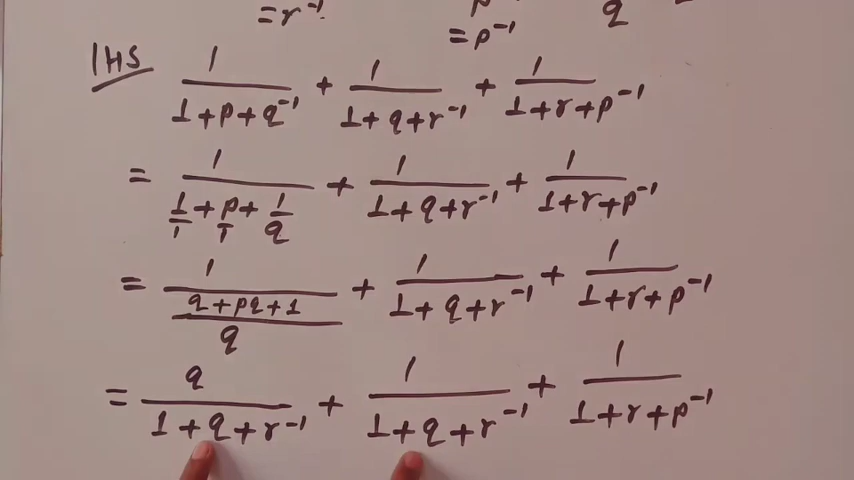 = r⁻¹.
= p⁻¹ q
LHS
1/(1+p+q⁻¹) + 1/(1+q+r⁻¹) + 1/(1+r+p⁻¹)
= 1/(1/1+p/1+1/q) + 1/(1+q+r⁻¹) + 1/(1+r+p⁻¹)
= 1/((q+pq+1)/q) + 1/(1+q+r⁻¹) + 1/(1+r+p⁻¹)
= q/(1+q+r⁻¹) + 1/(1+q+r⁻¹) + 1/(1+r+p⁻¹)